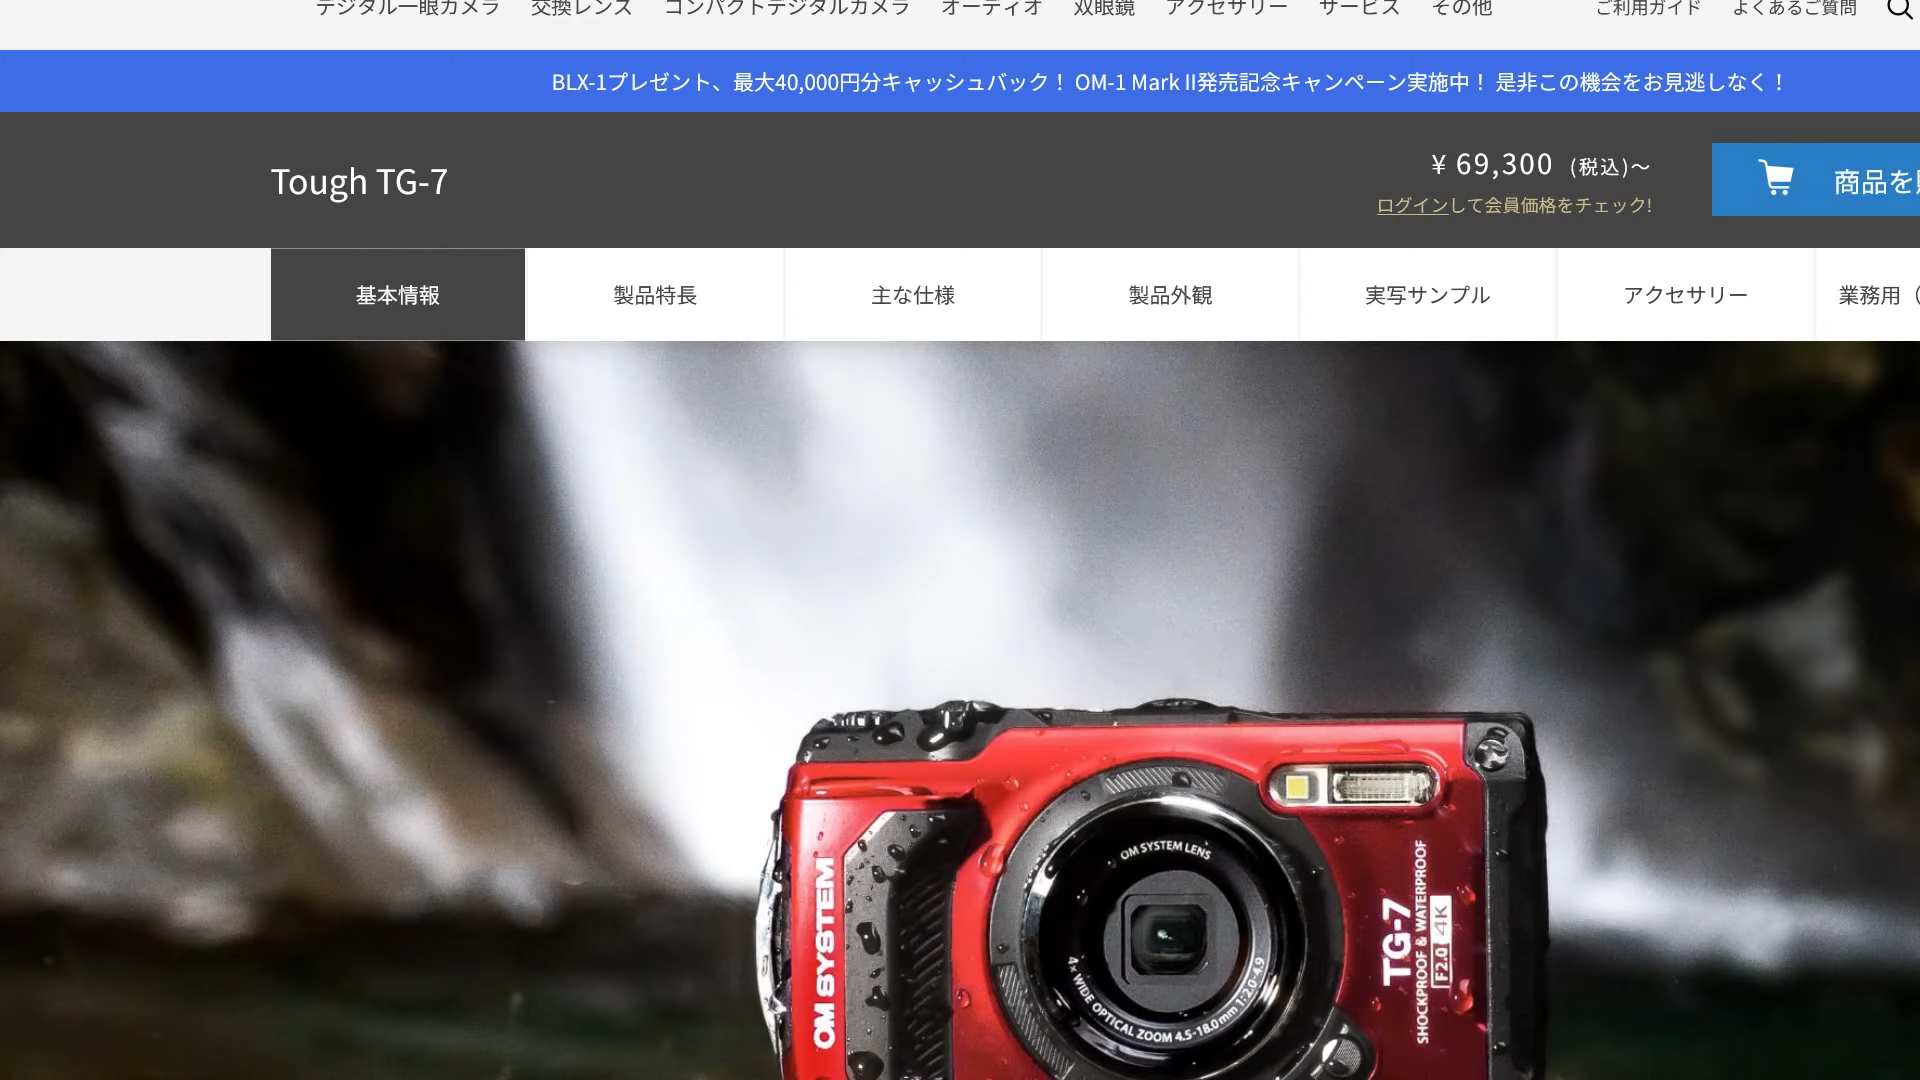 デジタル一眼カメラ 交換レンズ コンパクトデジタルカメラ オーディオ 双眼鏡 アクセサリー サービス その他 ご利用ガイド よくあるご質問
BLX-1プレゼント、最大40,000円分キャッシュバック！ OM-1 Mark II発売記念キャンペーン実施中！ 是非この機会をお見逃しなく！
Tough TG-7
¥ 69,300 (税込)～
ログインして会員価格をチェック!
商品を
基本情報 製品特長 主な仕様 製品外観 実写サンプル アクセサリー 業務用（
OM SYSTEM
OM SYSTEM LENS
4× WIDE OPTICAL ZOOM 4.5-18.0mm 1:2.0-4.9
TG-7
SHOCKPROOF & WATERPROOF
F2.0 4K